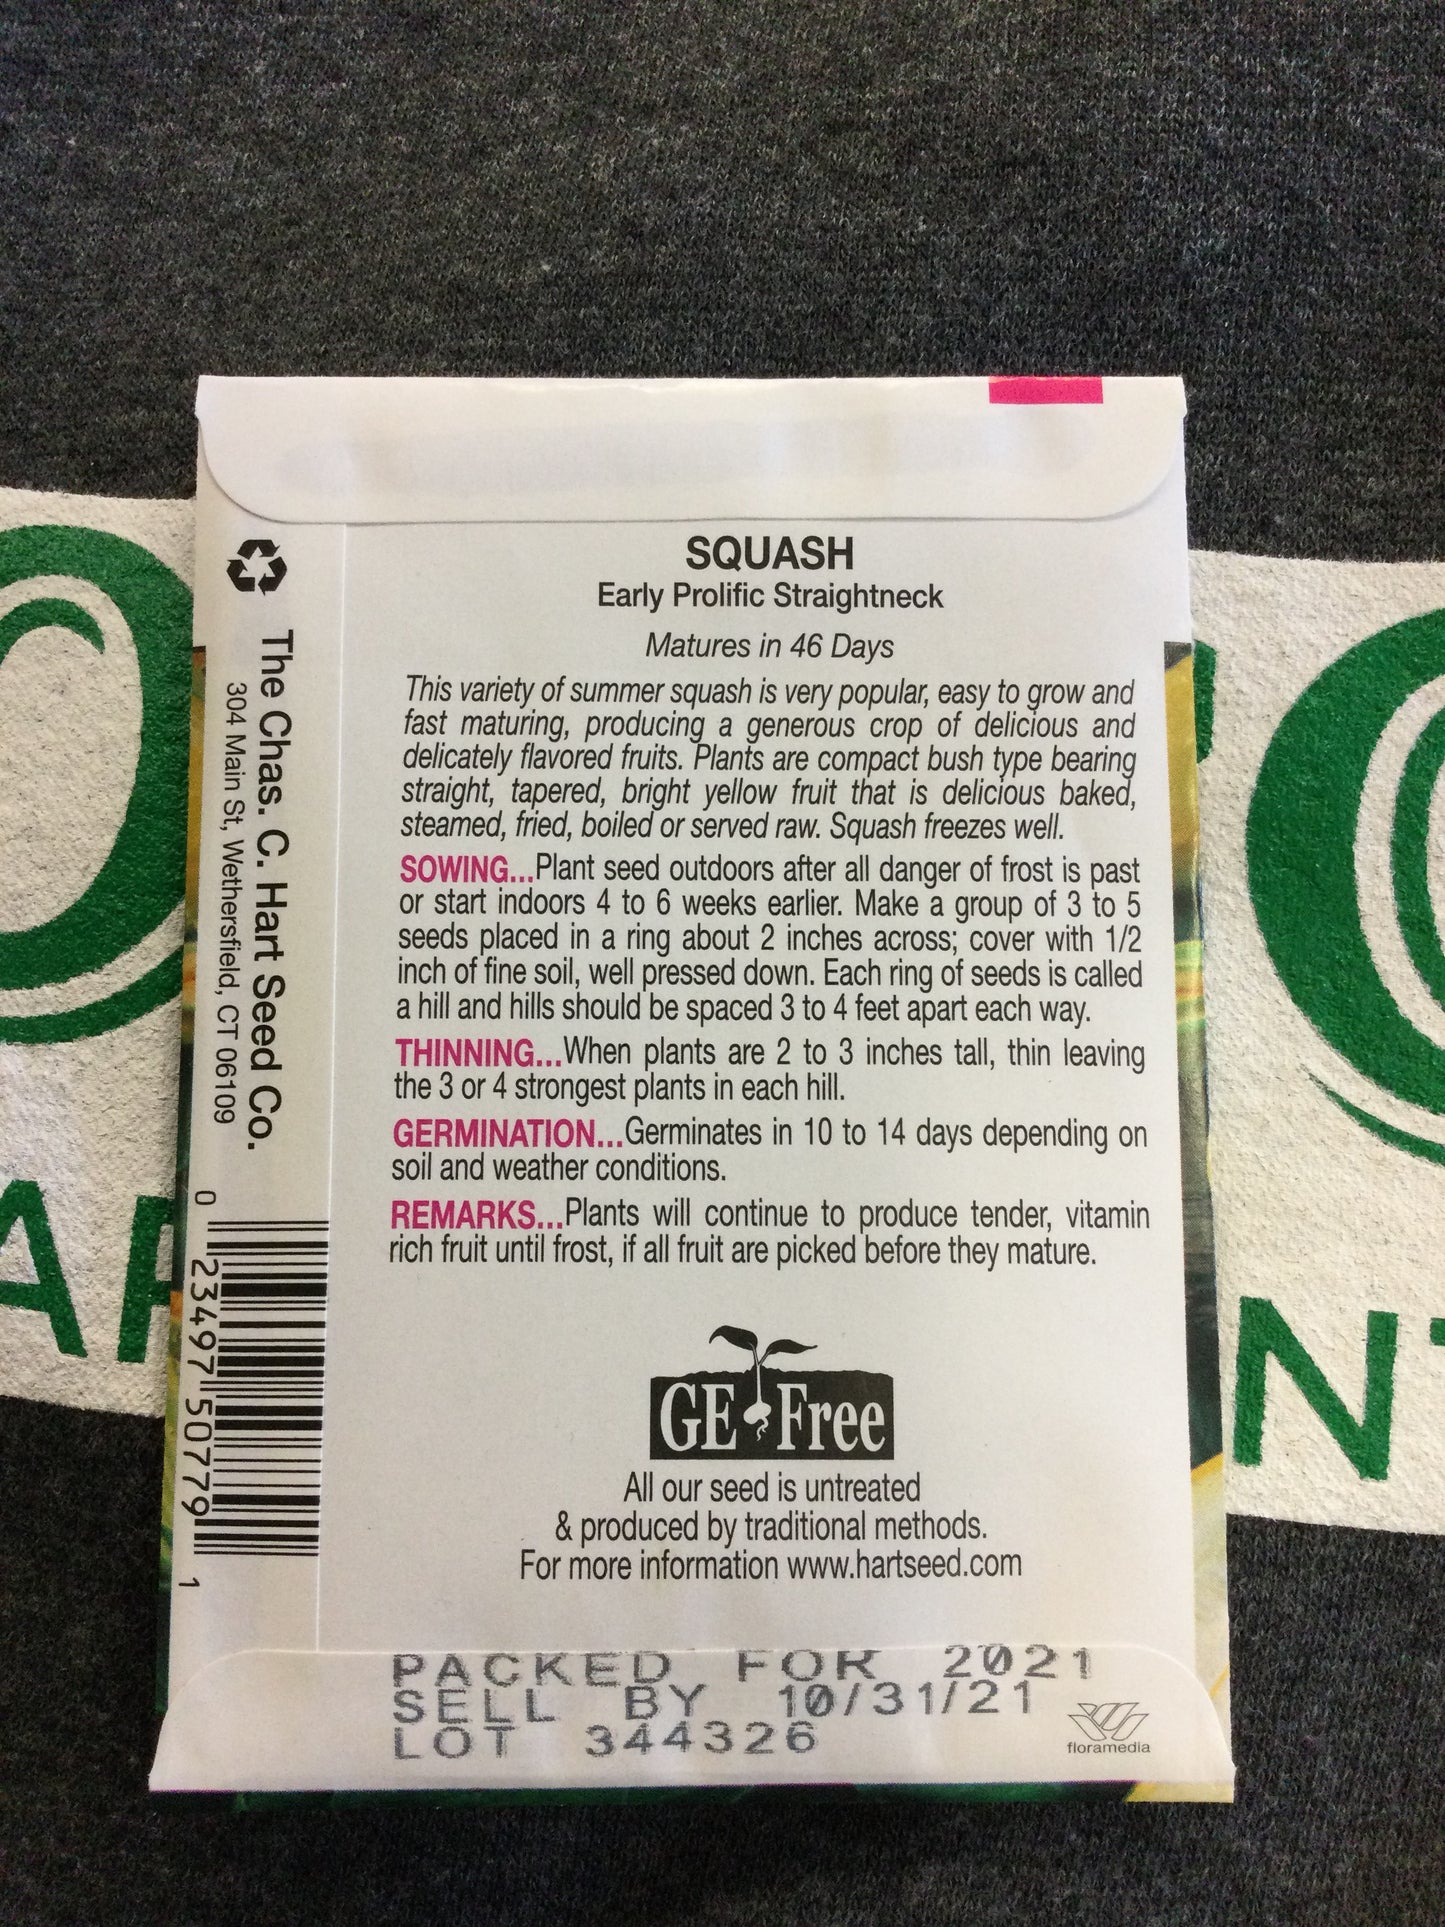 SQUASH
Early Prolific Straightneck
Matures in 46 Days
This variety of summer squash is very popular, easy to grow and
fast maturing, producing a generous crop of delicious and
delicately flavored fruits. Plants are compact bush type bearing
straight, tapered, bright yellow fruit that is delicious baked,
steamed, fried, boiled or served raw. Squash freezes well.
SOWING...Plant seed outdoors after all danger of frost is past
or start indoors 4 to 6 weeks earlier. Make a group of 3 to 5
seeds placed in a ring about 2 inches across; cover with 1/2
inch of fine soil, well pressed down. Each ring of seeds is called
a hill and hills should be spaced 3 to 4 feet apart each way.
THINNING...When plants are 2 to 3 inches tall, thin leaving
the 3 or 4 strongest plants in each hill.
GERMINATION...Germinates in 10 to 14 days depending on
soil and weather conditions.
REMARKS...Plants will continue to produce tender, vitamin
rich fruit until frost, if all fruit are picked before they mature.
GE Free
All our seed is untreated
& produced by traditional methods.
For more information www.hartseed.com
PACKED FOR 2021
SELL BY 10/31/21
LOT 344326
floramedia
The Chas. C. Hart Seed Co.
304 Main St, Wethersfield, CT 06109
0 23497 50779 1